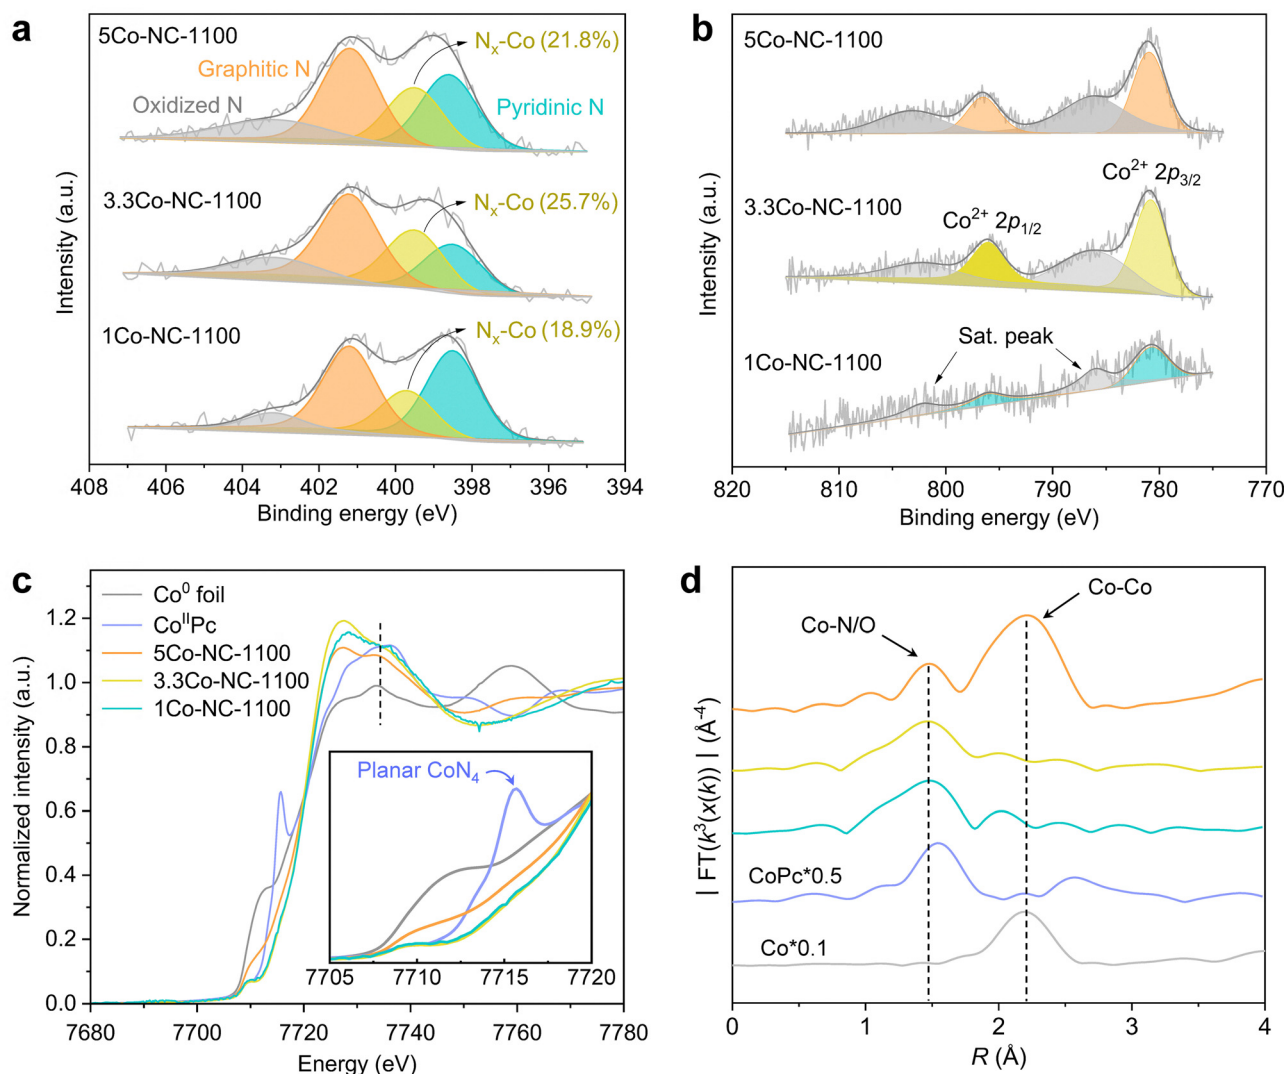 a
5Co-NC-1100
Nₓ-Co (21.8%)
Graphitic N
Oxidized N
Pyridinic N
3.3Co-NC-1100
Nₓ-Co (25.7%)
1Co-NC-1100
Nₓ-Co (18.9%)
Intensity (a.u.)
408 406 404 402 400 398 396 394
Binding energy (eV)
b
5Co-NC-1100
Co²⁺ 2p₃/₂
3.3Co-NC-1100
Co²⁺ 2p₁/₂
Sat. peak
1Co-NC-1100
Intensity (a.u.)
820 810 800 790 780 770
Binding energy (eV)
c
Co⁰ foil
CoᴵᴵPc
5Co-NC-1100
3.3Co-NC-1100
1Co-NC-1100
Normalized intensity (a.u.)
1.2
1.0
0.8
0.6
0.4
0.2
0.0
Planar CoN₄
7705 7710 7715 7720
7680 7700 7720 7740 7760 7780
Energy (eV)
d
Co-Co
Co-N/O
CoPc*0.5
Co*0.1
| FT(k³(x(k)) | (Å⁻⁴)
0 1 2 3 4
R (Å)